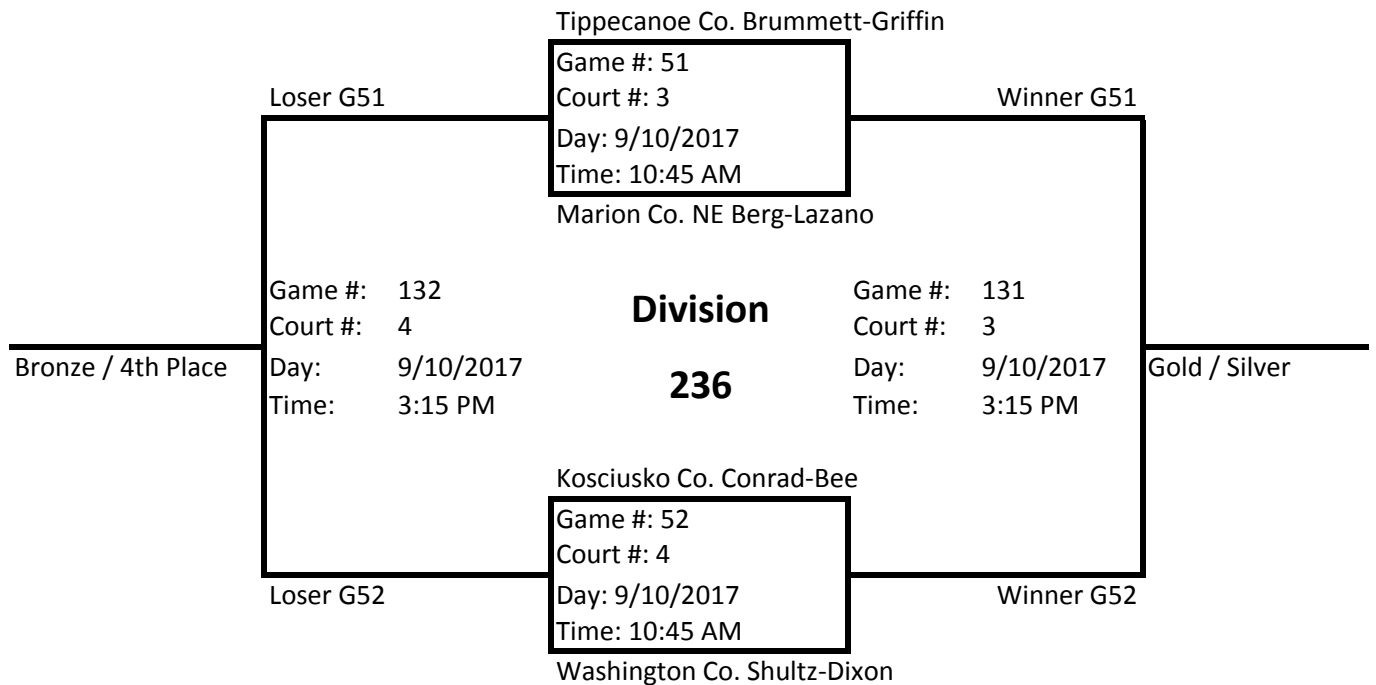 Tippecanoe Co. Brummett-Griffin
Game #: 51
Loser G51
Court #: 3
Winner G51
Day: 9/10/2017
Time: 10:45 AM
Marion Co. NE Berg-Lazano
Game #: 132
Court #: 4
Bronze / 4th Place
Day: 9/10/2017
Time: 3:15 PM
Division
236
Game #: 131
Court #: 3
Day: 9/10/2017
Time: 3:15 PM
Gold / Silver
Kosciusko Co. Conrad-Bee
Game #: 52
Court #: 4
Loser G52
Day: 9/10/2017
Winner G52
Time: 10:45 AM
Washington Co. Shultz-Dixon